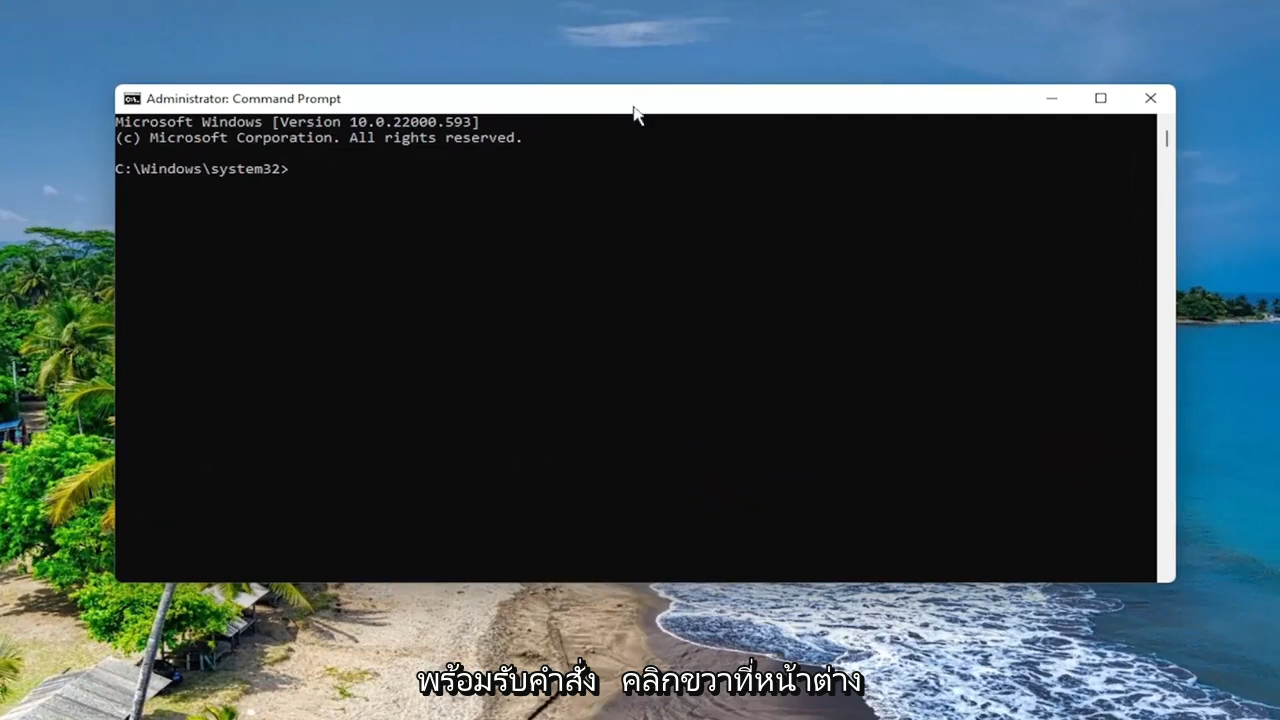 Administrator: Command Prompt
Microsoft Windows [Version 10.0.22000.593]
(c) Microsoft Corporation. All rights reserved.
C:\Windows\system32>
พร้อมรับคำสั่ง คลิกขวาที่หน้าต่าง